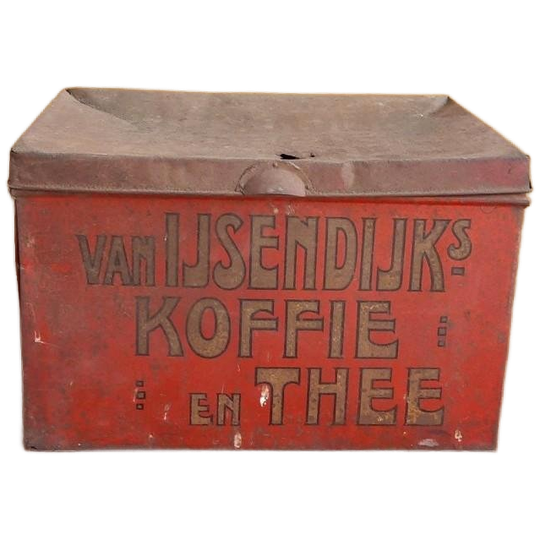 VAN IJSENDIJKS
KOFFIE
EN THEE